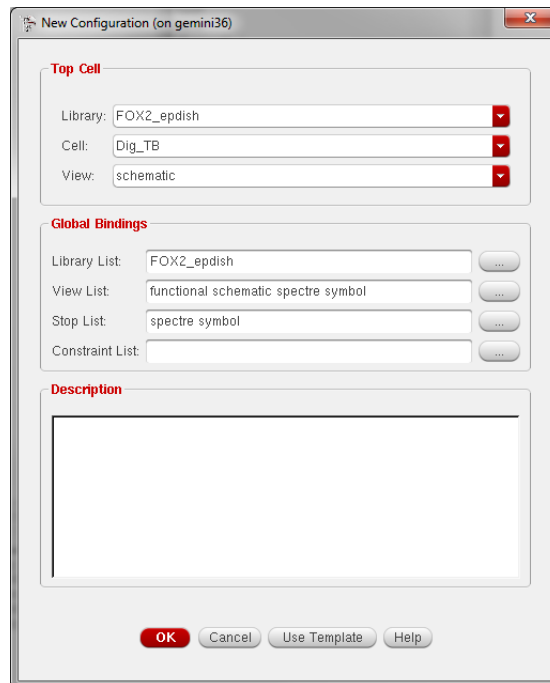 New Configuration (on gemini36)
Top Cell
Library: FOX2_epdish
Cell: Dig_TB
View: schematic
Global Bindings
Library List: FOX2_epdish ...
View List: functional schematic spectre symbol ...
Stop List: spectre symbol ...
Constraint List: ...
Description
OK Cancel Use Template Help